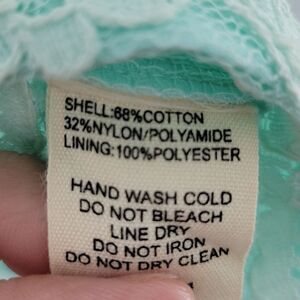 SHELL:68%COTTON
32%NYLON/POLYAMIDE
LINING:100%POLYESTER
HAND WASH COLD
DO NOT BLEACH
LINE DRY
DO NOT IRON
DO NOT DRY CLEAN